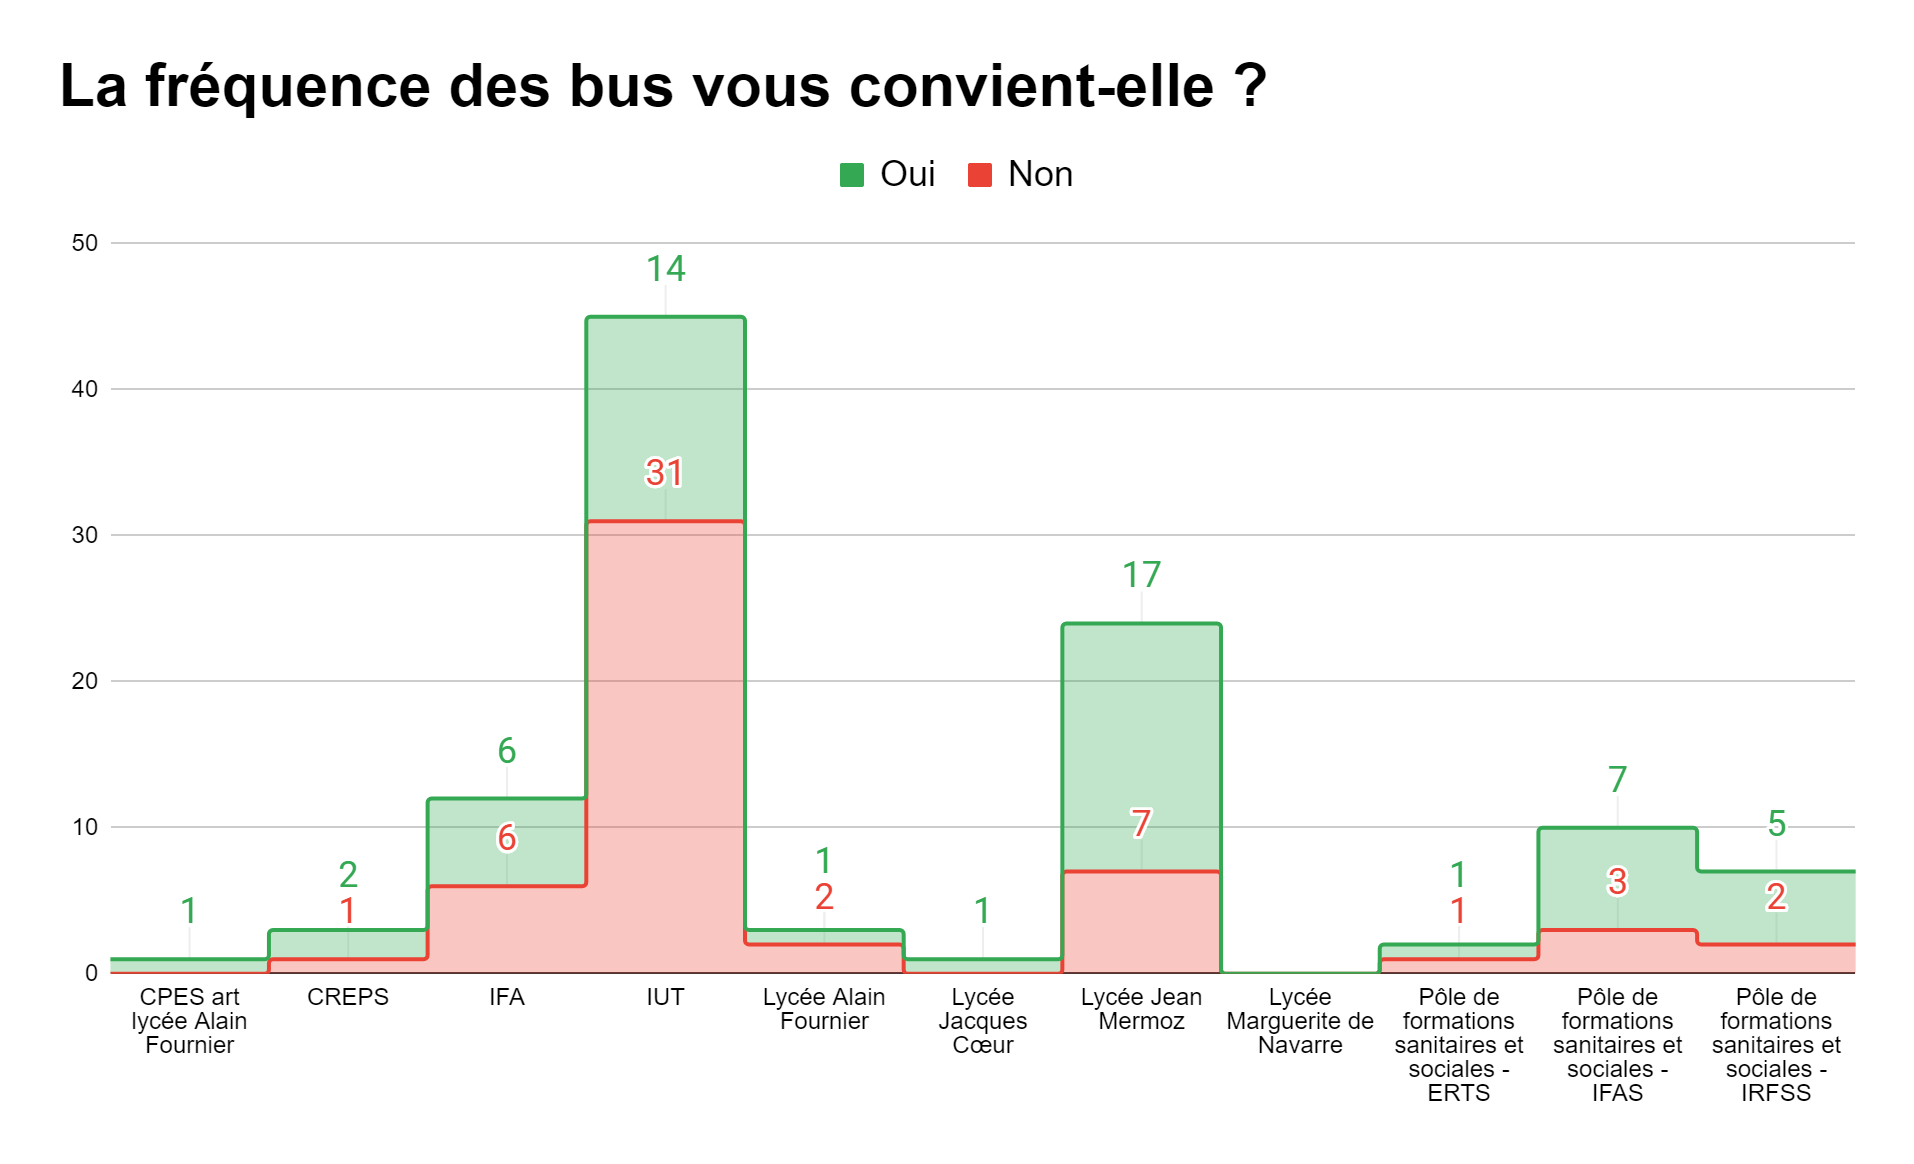 La fréquence des bus vous convient-elle ?
Oui Non
50
40
30
20
10
0
14
31
17
7
6
6
7
3
5
2
1
2
1
1
2
1
1
1
CPES art
lycée Alain
Fournier
CREPS
IFA
IUT
Lycée Alain
Fournier
Lycée
Jacques
Cœur
Lycée Jean
Mermoz
Lycée
Marguerite de
Navarre
Pôle de
formations
sanitaires et
sociales -
ERTS
Pôle de
formations
sanitaires et
sociales -
IFAS
Pôle de
formations
sanitaires et
sociales -
IRFSS